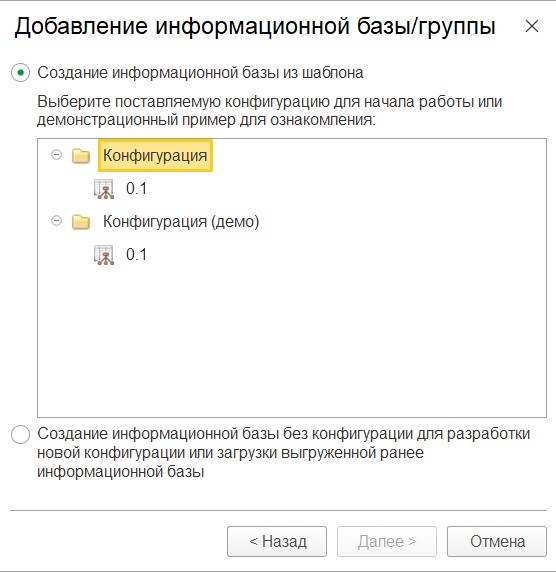 Добавление информационной базы/группы
Создание информационной базы из шаблона
Выберите поставляемую конфигурацию для начала работы или
демонстрационный пример для ознакомления:
Конфигурация
0.1
Конфигурация (демо)
0.1
Создание информационной базы без конфигурации для разработки
новой конфигурации или загрузки выгруженной ранее
информационной базы
< Назад
Далее >
Отмена